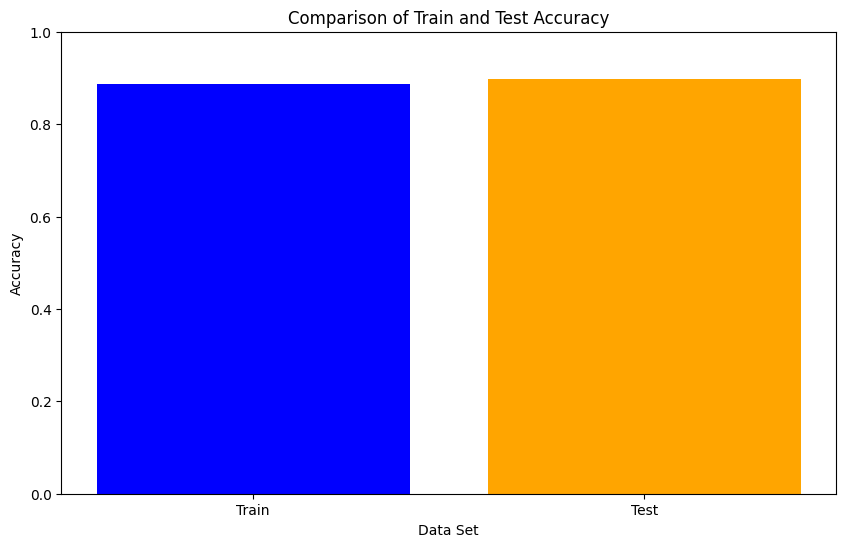 Comparison of Train and Test Accuracy
1.0
0.8
0.6
0.4
0.2
0.0
Accuracy
Train
Test
Data Set